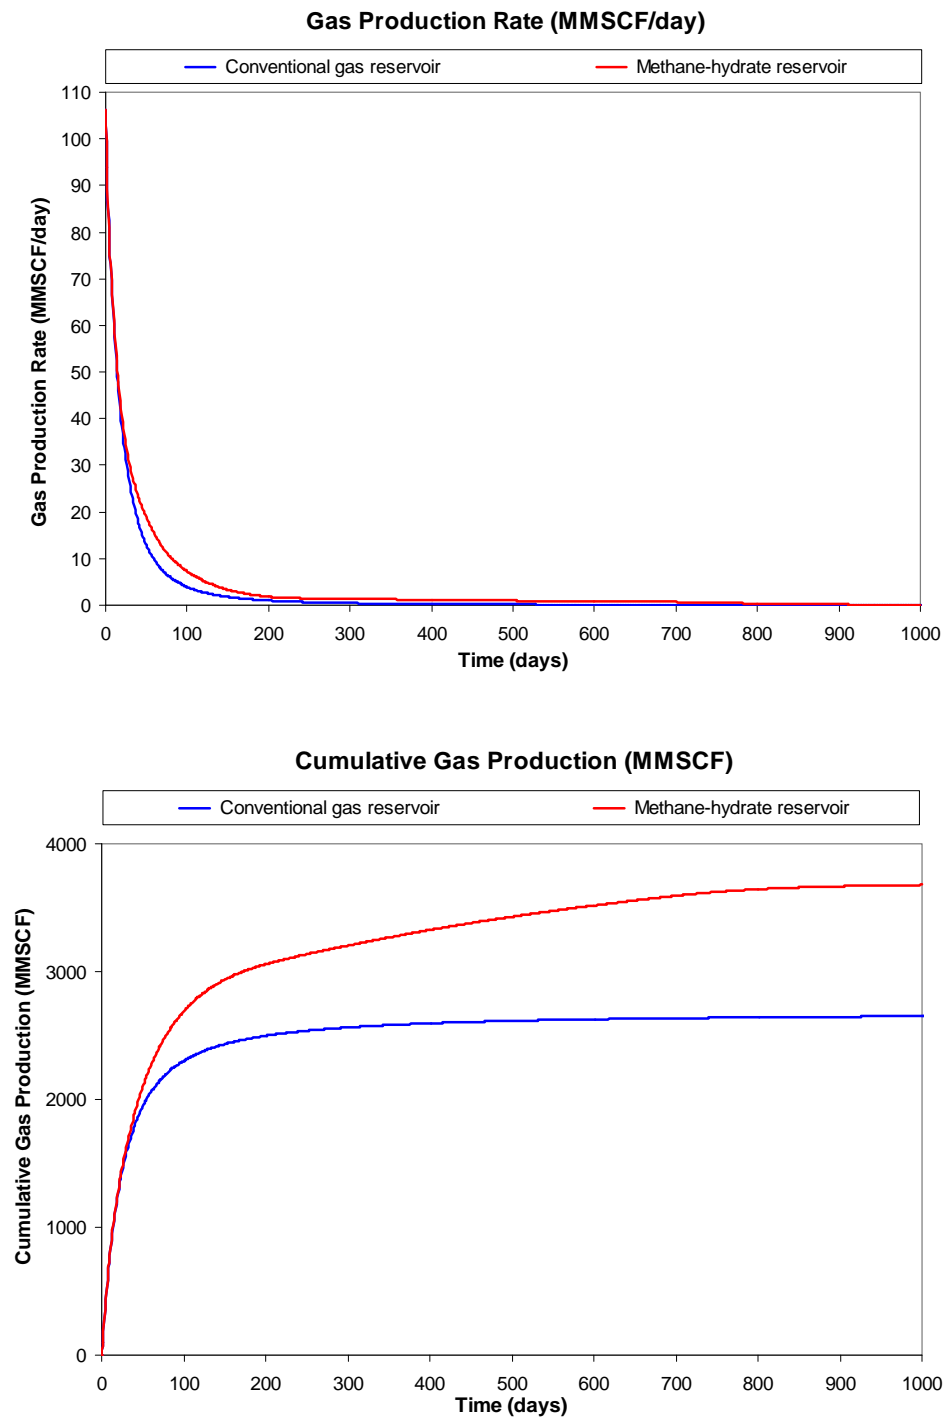 Gas Production Rate (MMSCF/day)
Conventional gas reservoir Methane-hydrate reservoir
110
100
90
80
70
60
50
40
30
20
10
0
Gas Production Rate (MMSCF/day)
0 100 200 300 400 500 600 700 800 900 1000
Time (days)
Cumulative Gas Production (MMSCF)
Conventional gas reservoir Methane-hydrate reservoir
4000
3000
2000
1000
0
Cumulative Gas Production (MMSCF)
0 100 200 300 400 500 600 700 800 900 1000
Time (days)